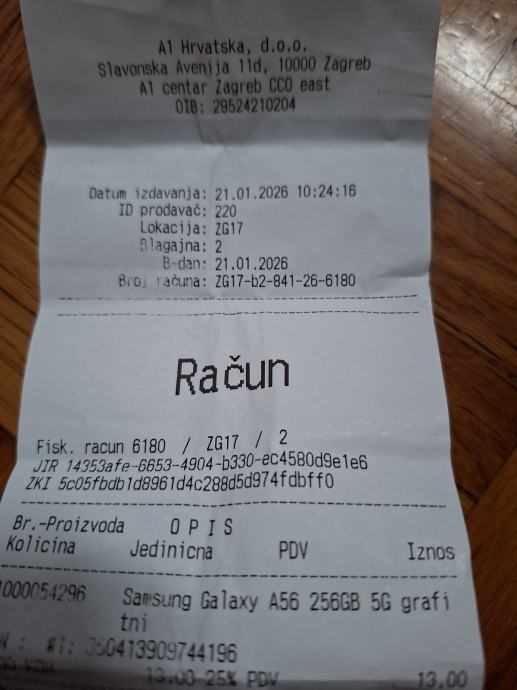 A1 Hrvatska, d.o.o.
Slavonska Avenija 11d, 10000 Zagreb
A1 centar Zagreb CCO east
OIB: 29524210204
Datum izdavanja: 21.01.2026 10:24:16
ID prodavač: 220
Lokacija: ZG17
Blagajna: 2
B-dan: 21.01.2026
Broj računa: ZG17-b2-841-26-6180
Račun
Fisk. racun 6180 / ZG17 / 2
JIR 14353afe-6653-4904-b330-ec4580d9e1e6
ZKI 5c05fbdb1d8961d4c288d5d974fdbff0
Br.-Proizvoda O P I S
Kolicina Jedinicna PDV Iznos
1000054296 Samsung Galaxy A56 256GB 5G grafi
tni
#1: 350413909744196
13.00 25% PDV 13.00